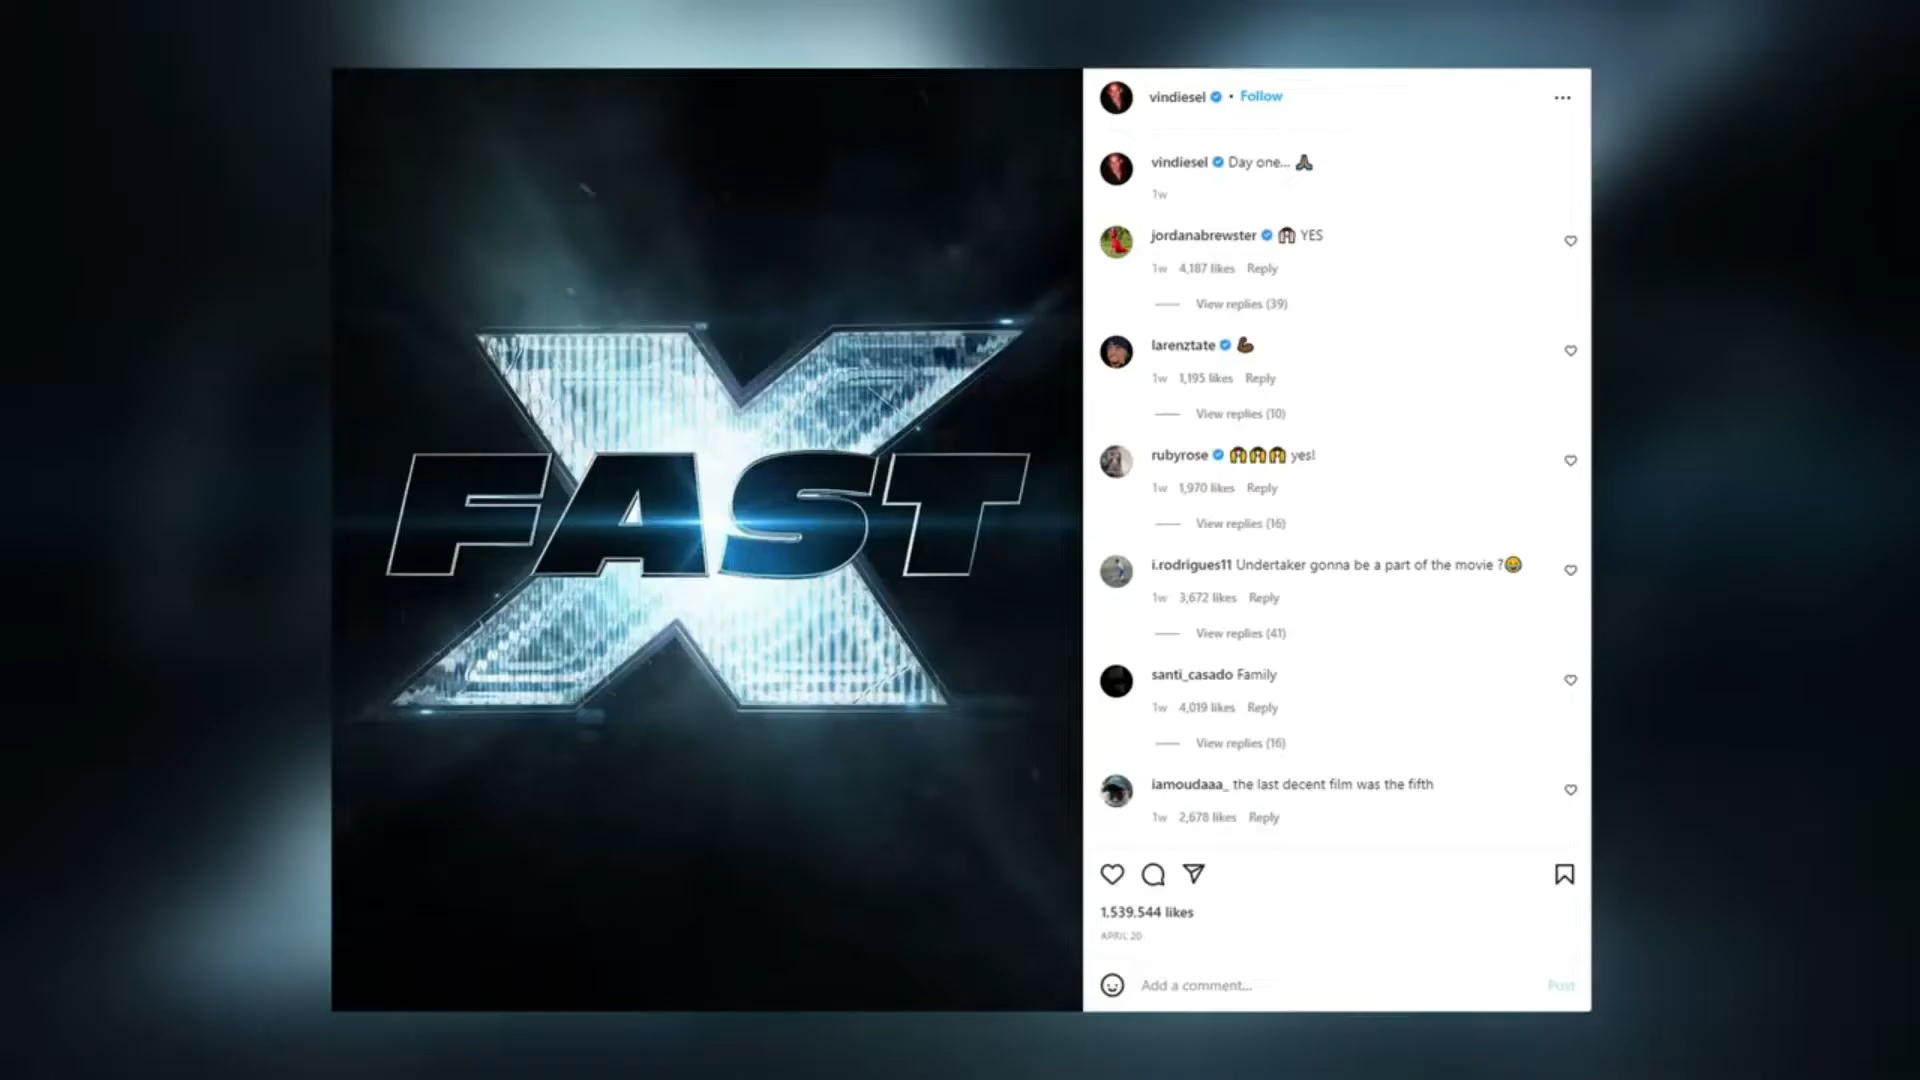 FAST
X
vindiesel • Follow
vindiesel Day one... 🙏🏽
1w
jordanabrewster 🙌 YES
1w 4,187 likes Reply
View replies (39)
larenztate 💪🏿
1w 1,195 likes Reply
View replies (10)
rubyrose 🙌🙌🙌 yes!
1w 1,970 likes Reply
View replies (16)
i.rodrigues11 Undertaker gonna be a part of the movie ?😂
1w 3,672 likes Reply
View replies (41)
santi_casado Family
1w 4,019 likes Reply
View replies (16)
iamoudaaa_ the last decent film was the fifth
1w 2,678 likes Reply
1,539,544 likes
APRIL 20
Add a comment...
Post